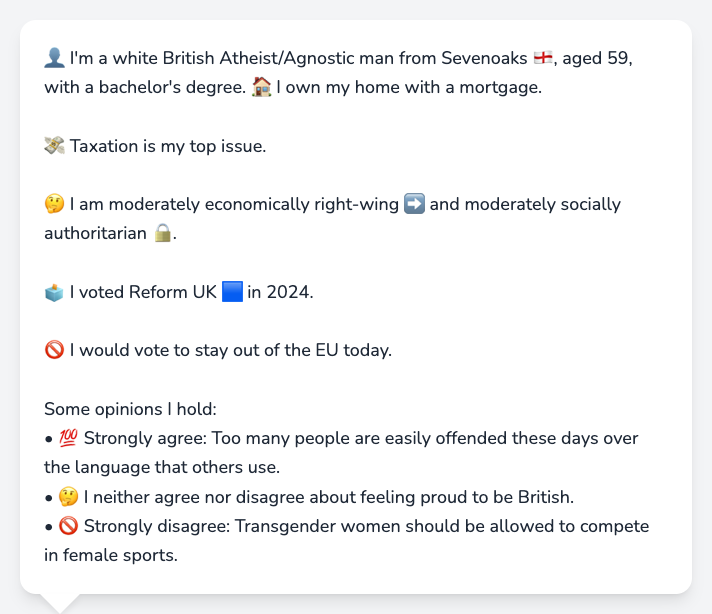 👤 I'm a white British Atheist/Agnostic man from Sevenoaks 🏴󠁧󠁢󠁥󠁮󠁧󠁿, aged 59,
with a bachelor's degree. 🏠 I own my home with a mortgage.
💸 Taxation is my top issue.
🤔 I am moderately economically right-wing ➡️ and moderately socially
authoritarian 🔒.
🗳️ I voted Reform UK 🟦 in 2024.
🚫 I would vote to stay out of the EU today.
Some opinions I hold:
• 💯 Strongly agree: Too many people are easily offended these days over
the language that others use.
• 🤔 I neither agree nor disagree about feeling proud to be British.
• 🚫 Strongly disagree: Transgender women should be allowed to compete
in female sports.